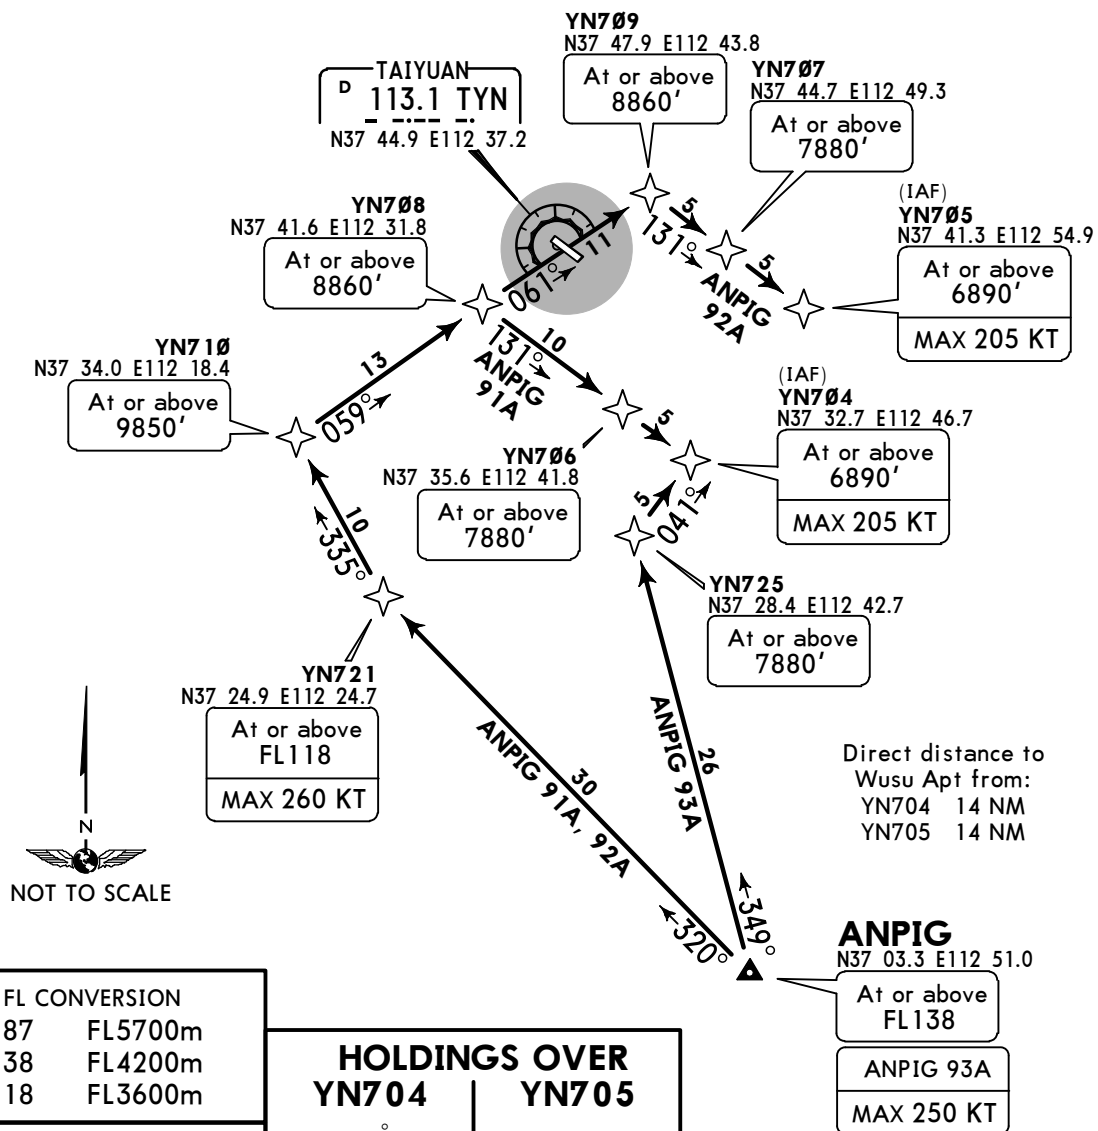 YN7Ø9
N37 47.9 E112 43.8
At or above
8860'
TAIYUAN
D 113.1 TYN
N37 44.9 E112 37.2
YN7Ø7
N37 44.7 E112 49.3
At or above
7880'
(IAF)
YN7Ø5
N37 41.3 E112 54.9
At or above
6890'
MAX 205 KT
YN7Ø8
N37 41.6 E112 31.8
At or above
8860'
061°
11
5
131°
5
ANPIG
92A
YN71Ø
N37 34.0 E112 18.4
At or above
9850'
13
059°
10
131°
ANPIG
91A
5
(IAF)
YN7Ø4
N37 32.7 E112 46.7
At or above
6890'
MAX 205 KT
YN7Ø6
N37 35.6 E112 41.8
At or above
7880'
5
041°
10
335°
YN725
N37 28.4 E112 42.7
At or above
7880'
YN721
N37 24.9 E112 24.7
At or above
FL118
MAX 260 KT
30
ANPIG 91A, 92A
26
ANPIG 93A
Direct distance to
Wusu Apt from:
YN704 14 NM
YN705 14 NM
N
NOT TO SCALE
320°
349°
ANPIG
N37 03.3 E112 51.0
At or above
FL138
ANPIG 93A
MAX 250 KT
FL CONVERSION
87 FL5700m
38 FL4200m
18 FL3600m
HOLDINGS OVER
YN704
YN705
°